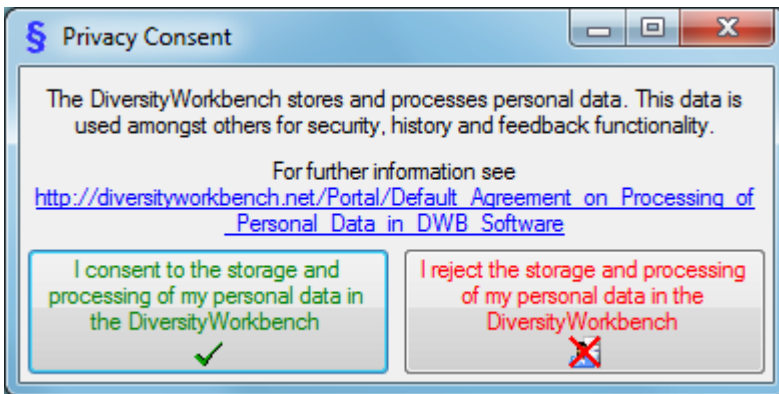 § Privacy Consent
The DiversityWorkbench stores and processes personal data. This data is
used amongst others for security, history and feedback functionality.
For further information see
http://diversityworkbench.net/Portal/Default_Agreement_on_Processing_of
_Personal_Data_in_DWB_Software
I consent to the storage and
processing of my personal data in
the DiversityWorkbench
I reject the storage and processing
of my personal data in the
DiversityWorkbench